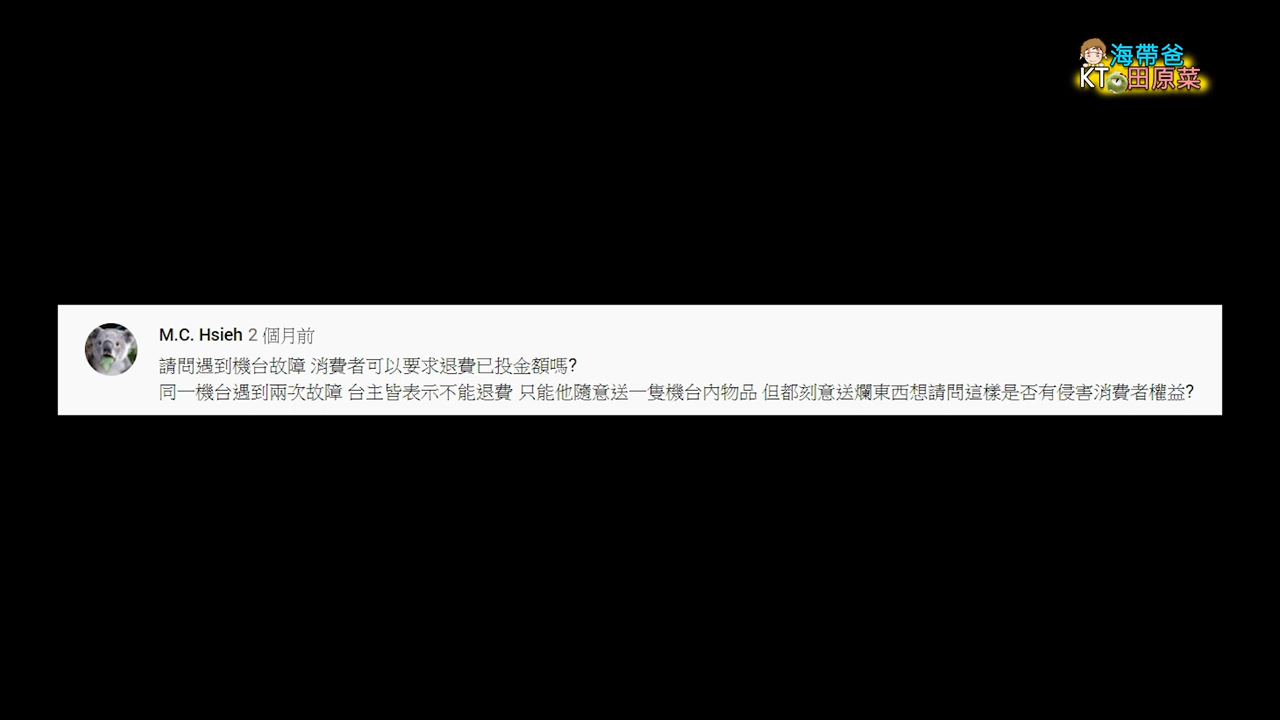 海帶爸
KT 田原菜
M.C. Hsieh 2 個月前
請問遇到機台故障 消費者可以要求退費已投金額嗎?
同一機台遇到兩次故障 台主皆表示不能退費 只能他隨意送一隻機台內物品 但都刻意送爛東西想請問這樣是否有侵害消費者權益?